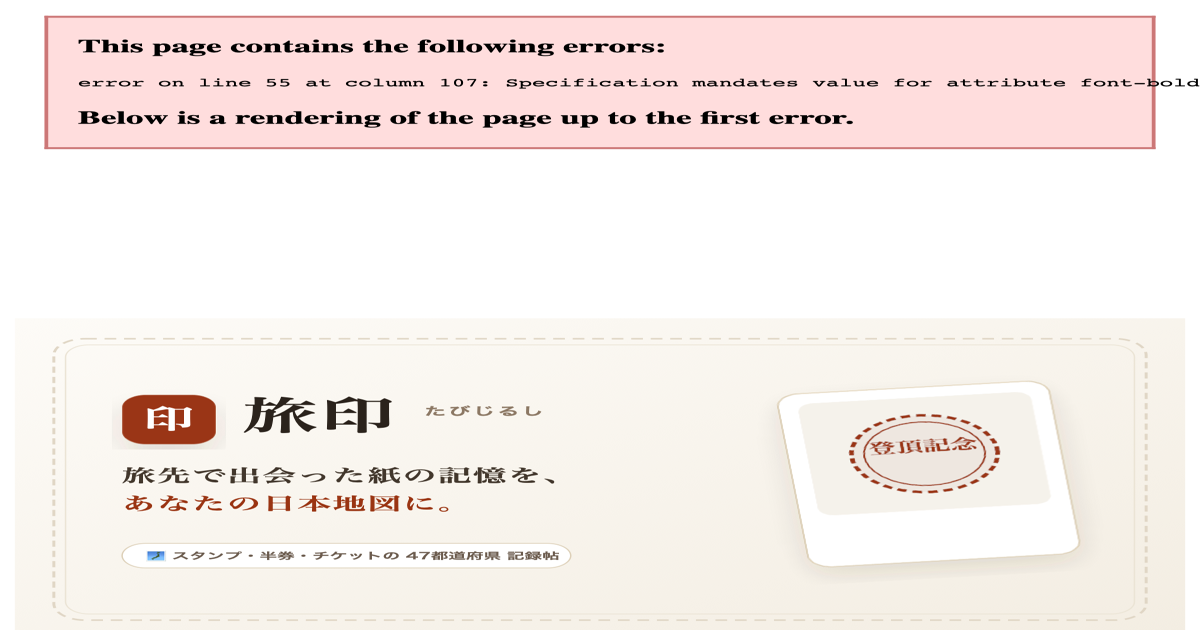 This page contains the following errors:
error on line 55 at column 107: Specification mandates value for attribute font-bold
Below is a rendering of the page up to the first error.
印 旅印 たびじるし
旅先で出会った紙の記憶を、
あなたの日本地図に。
🗾 スタンプ・半券・チケットの 47都道府県 記録帖
登頂記念